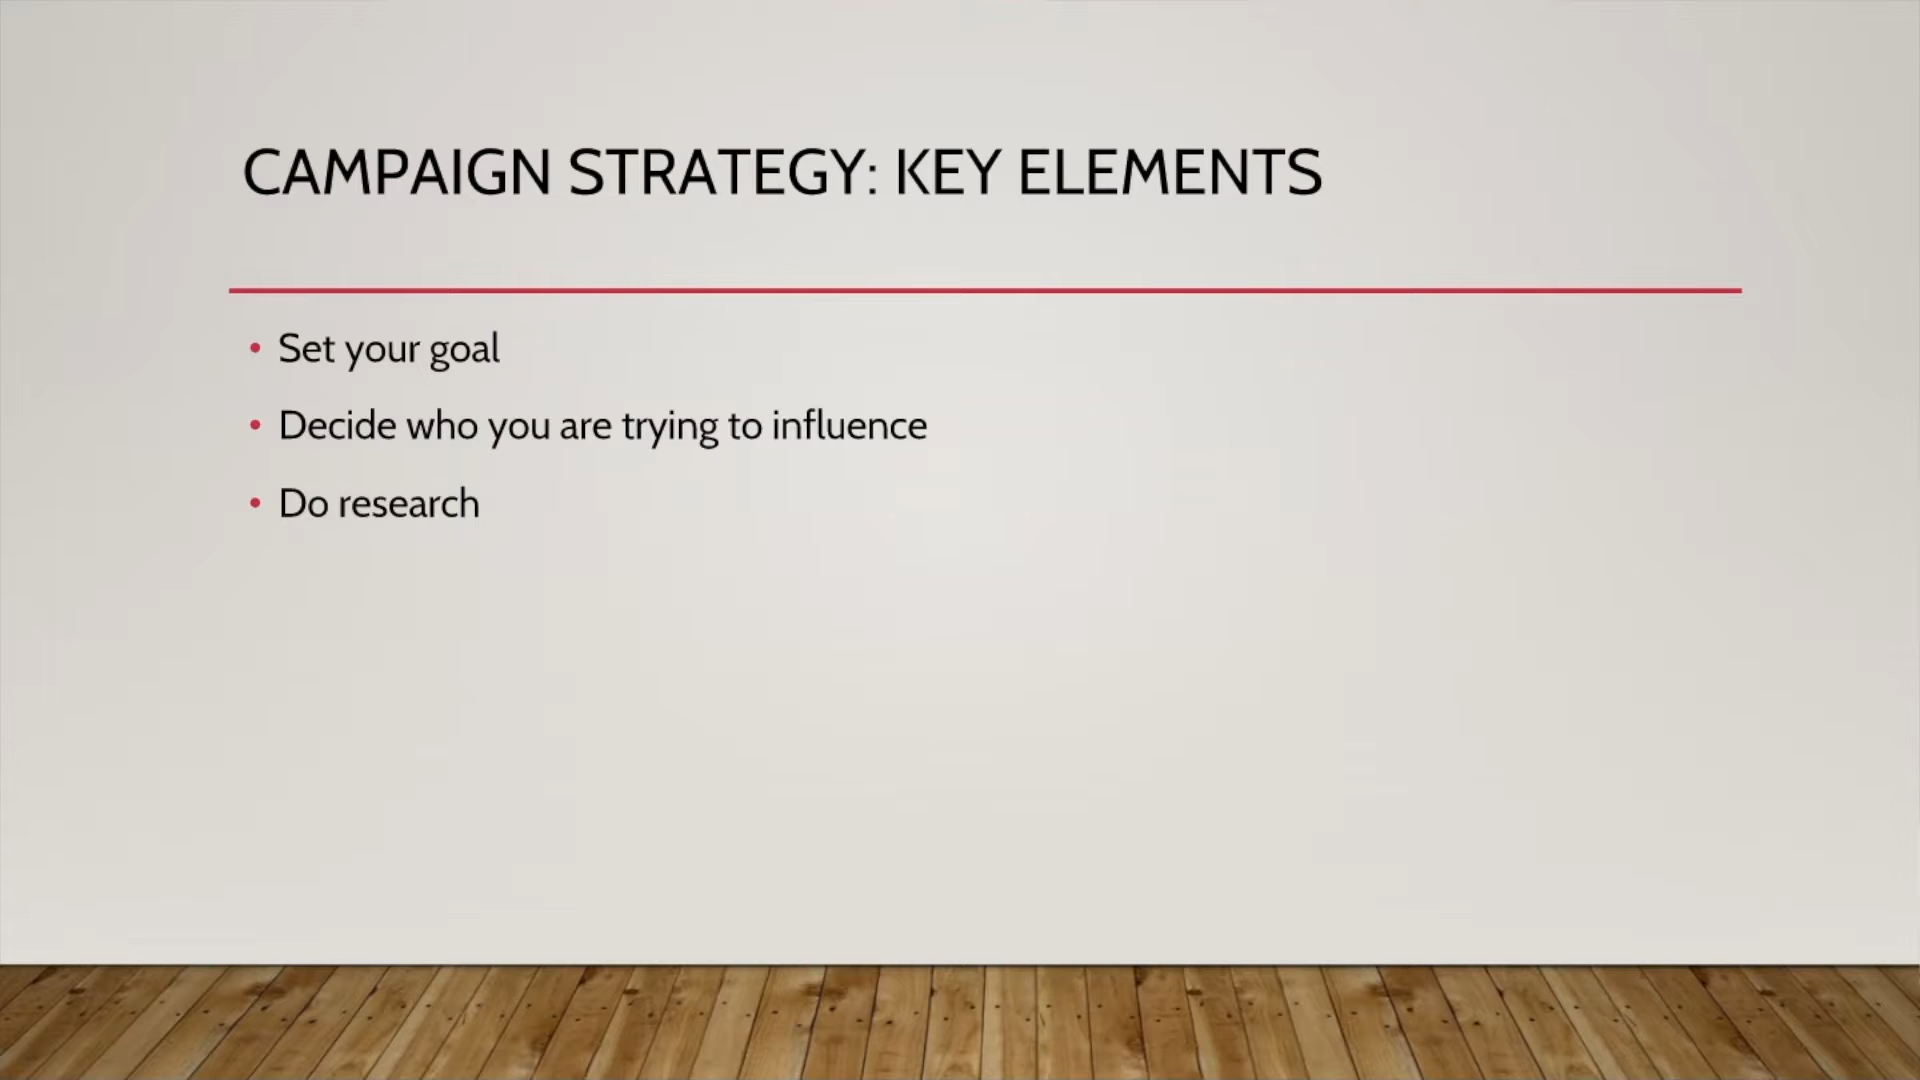 CAMPAIGN STRATEGY: KEY ELEMENTS
• Set your goal
• Decide who you are trying to influence
• Do research